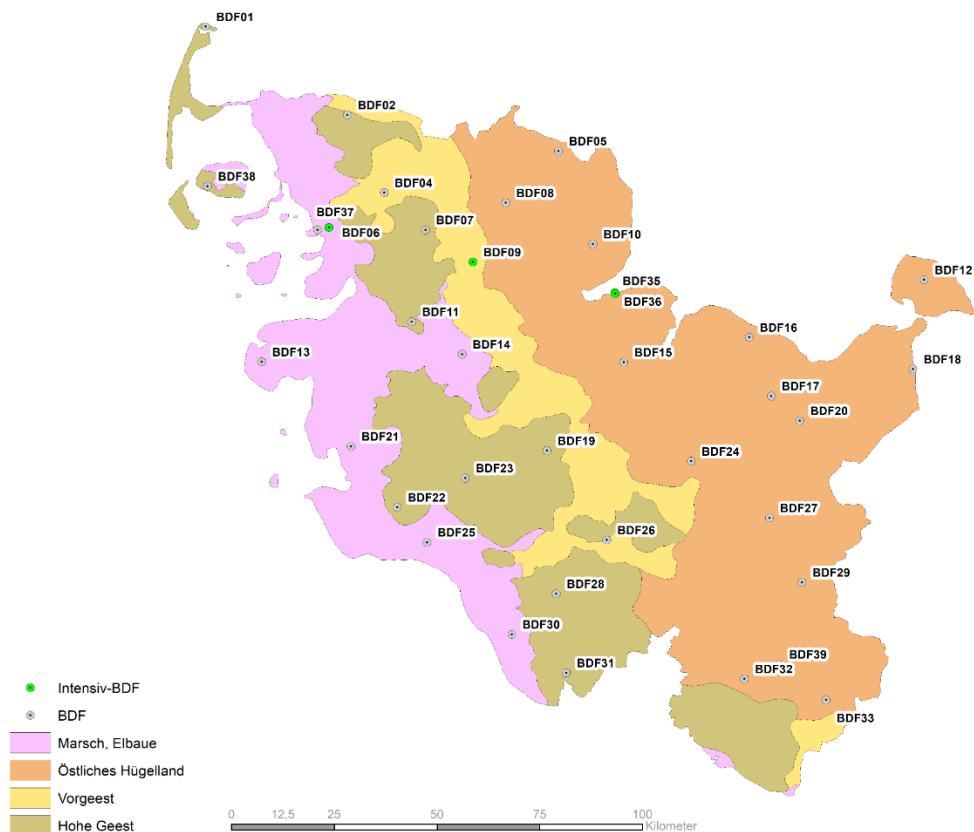 BDF01
BDF02
BDF05
BDF38
BDF04
BDF08
BDF37
BDF06
BDF07
BDF10
BDF09
BDF12
BDF35
BDF36
BDF11
BDF16
BDF13
BDF14
BDF15
BDF18
BDF17
BDF20
BDF21
BDF19
BDF24
BDF23
BDF22
BDF27
BDF25
BDF26
BDF29
BDF28
BDF30
BDF39
BDF31
BDF32
BDF33
Intensiv-BDF
BDF
Marsch, Elbaue
Östliches Hügelland
Vorgeest
Hohe Geest
0 12,5 25 50 75 100
Kilometer